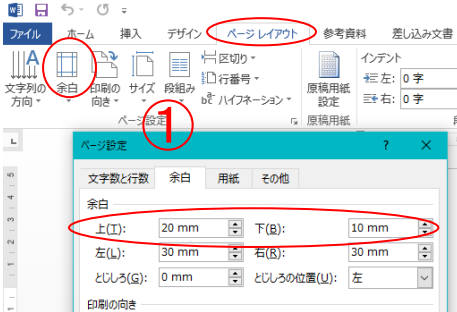 ファイル ホーム 挿入 デザイン ページ レイアウト 参考資料 差し込み文書
文字列の方向 余白 印刷の向き サイズ 段組み
区切り
行番号
ハイフネーション
原稿用紙設定
インデント
左: 0 字
右: 0 字
ページ設定 原稿用紙
1
ページ設定 ? ×
文字数と行数 余白 用紙 その他
余白
上(T): 20 mm 下(B): 10 mm
左(L): 30 mm 右(R): 30 mm
とじしろ(G): 0 mm とじしろの位置(U): 左
印刷の向き